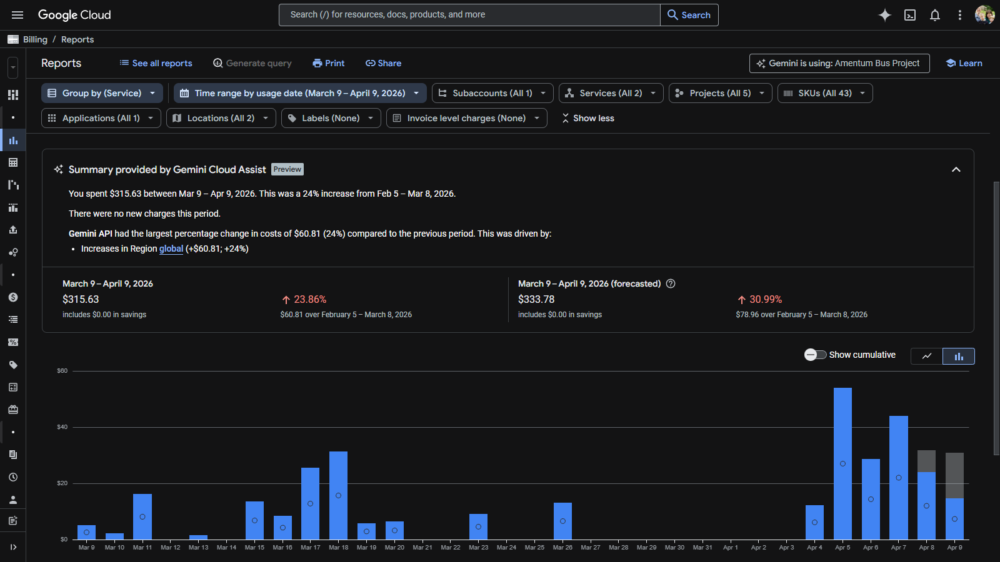 Google Cloud
Search (/) for resources, docs, products, and more
Search
Billing / Reports
Reports
See all reports
Generate query
Print
Share
Gemini is using: Amentum Bus Project
Learn
Group by (Service)
Time range by usage date (March 9 – April 9, 2026)
Subaccounts (All 1)
Services (All 2)
Projects (All 5)
SKUs (All 43)
Applications (All 1)
Locations (All 2)
Labels (None)
Invoice level charges (None)
Show less
Summary provided by Gemini Cloud Assist Preview
You spent $315.63 between Mar 9 – Apr 9, 2026. This was a 24% increase from Feb 5 – Mar 8, 2026.
There were no new charges this period.
Gemini API had the largest percentage change in costs of $60.81 (24%) compared to the previous period. This was driven by:
• Increases in Region global (+$60.81; +24%)
March 9 – April 9, 2026
$315.63
includes $0.00 in savings
23.86%
$60.81 over February 5 – March 8, 2026
March 9 – April 9, 2026 (forecasted)
$333.78
includes $0.00 in savings
30.99%
$78.96 over February 5 – March 8, 2026
Show cumulative
$60
$40
$20
$0
Mar 9 Mar 10 Mar 11 Mar 12 Mar 13 Mar 14 Mar 15 Mar 16 Mar 17 Mar 18 Mar 19 Mar 20 Mar 21 Mar 22 Mar 23 Mar 24 Mar 25 Mar 26 Mar 27 Mar 28 Mar 29 Mar 30 Mar 31 Apr 1 Apr 2 Apr 3 Apr 4 Apr 5 Apr 6 Apr 7 Apr 8 Apr 9